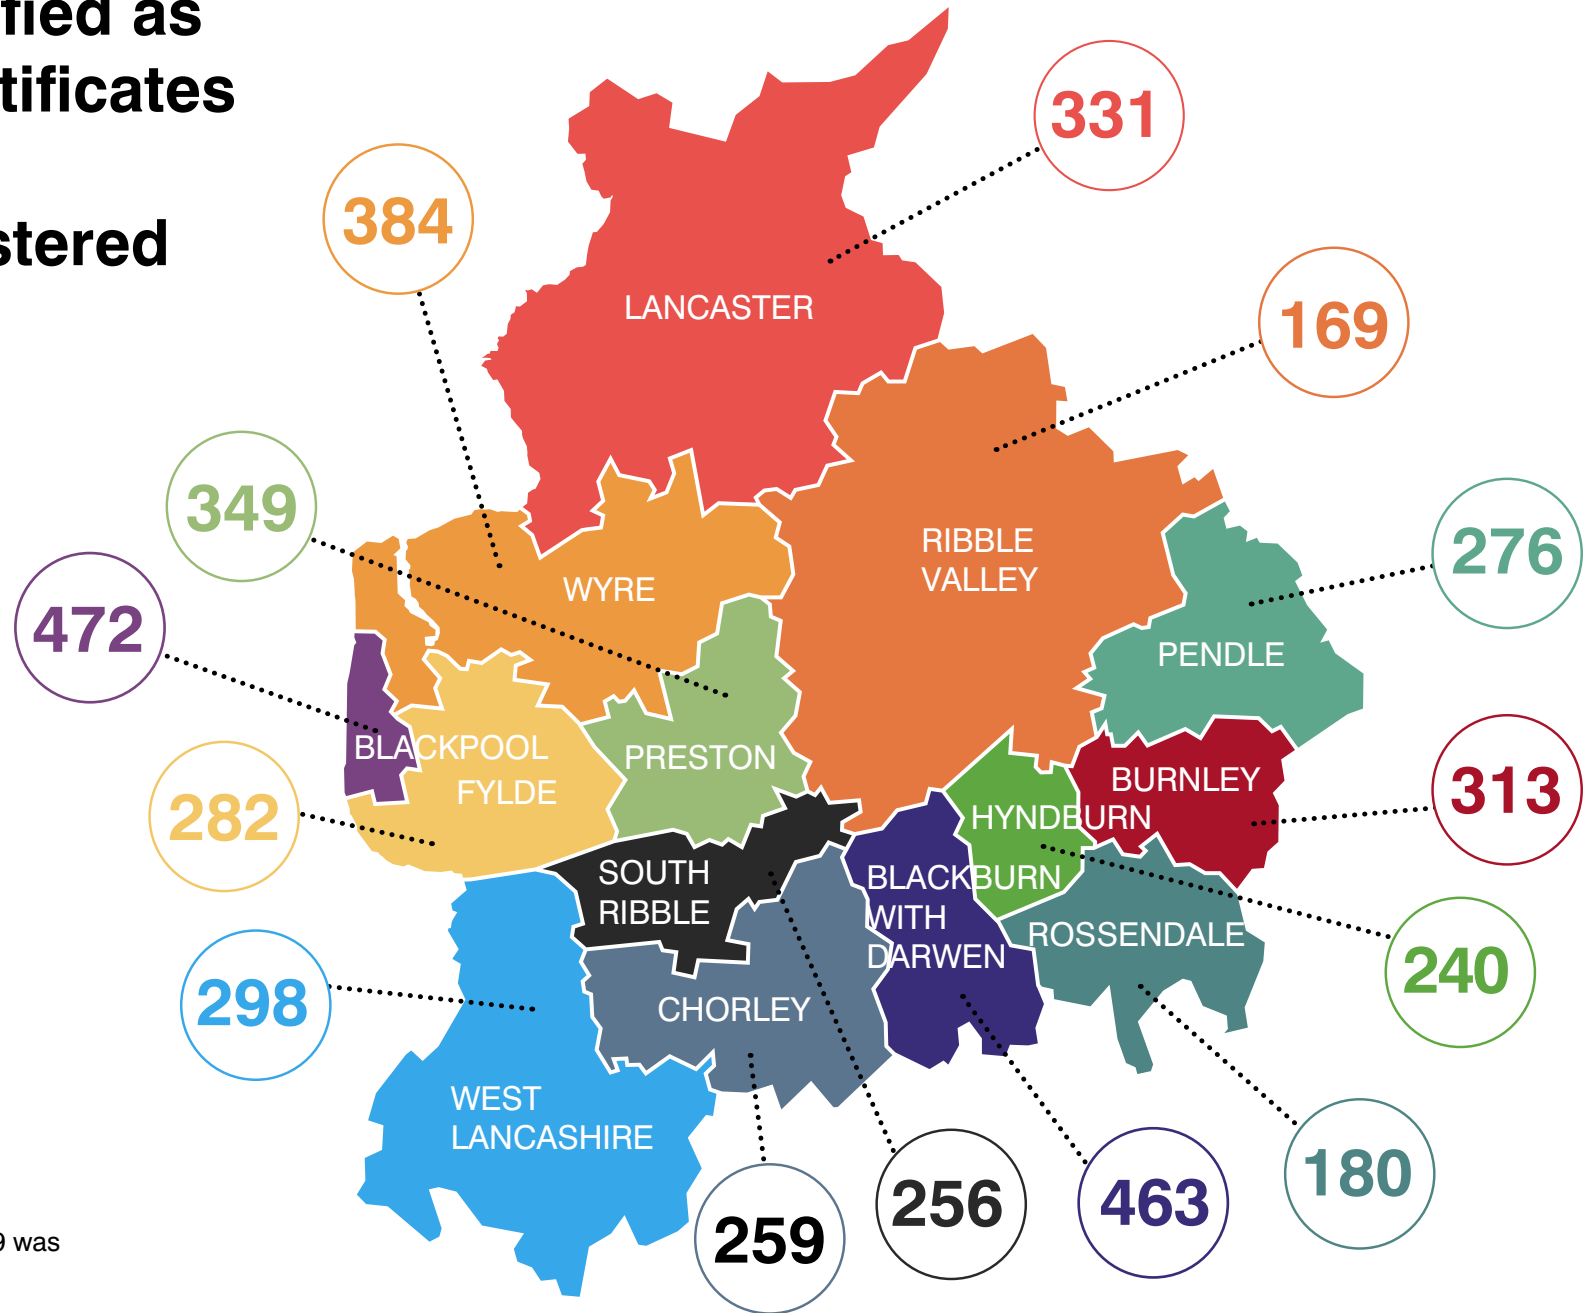 fied as
tificates
stered
331
384
169
LANCASTER
349
276
RIBBLE
VALLEY
472
WYRE
PENDLE
BLACKPOOL
PRESTON
FYLDE
BURNLEY
313
282
HYNDBURN
SOUTH
RIBBLE
BLACKBURN
WITH
DARWEN
ROSSENDALE
240
298
CHORLEY
WEST
LANCASHIRE
180
256
463
259
9 was